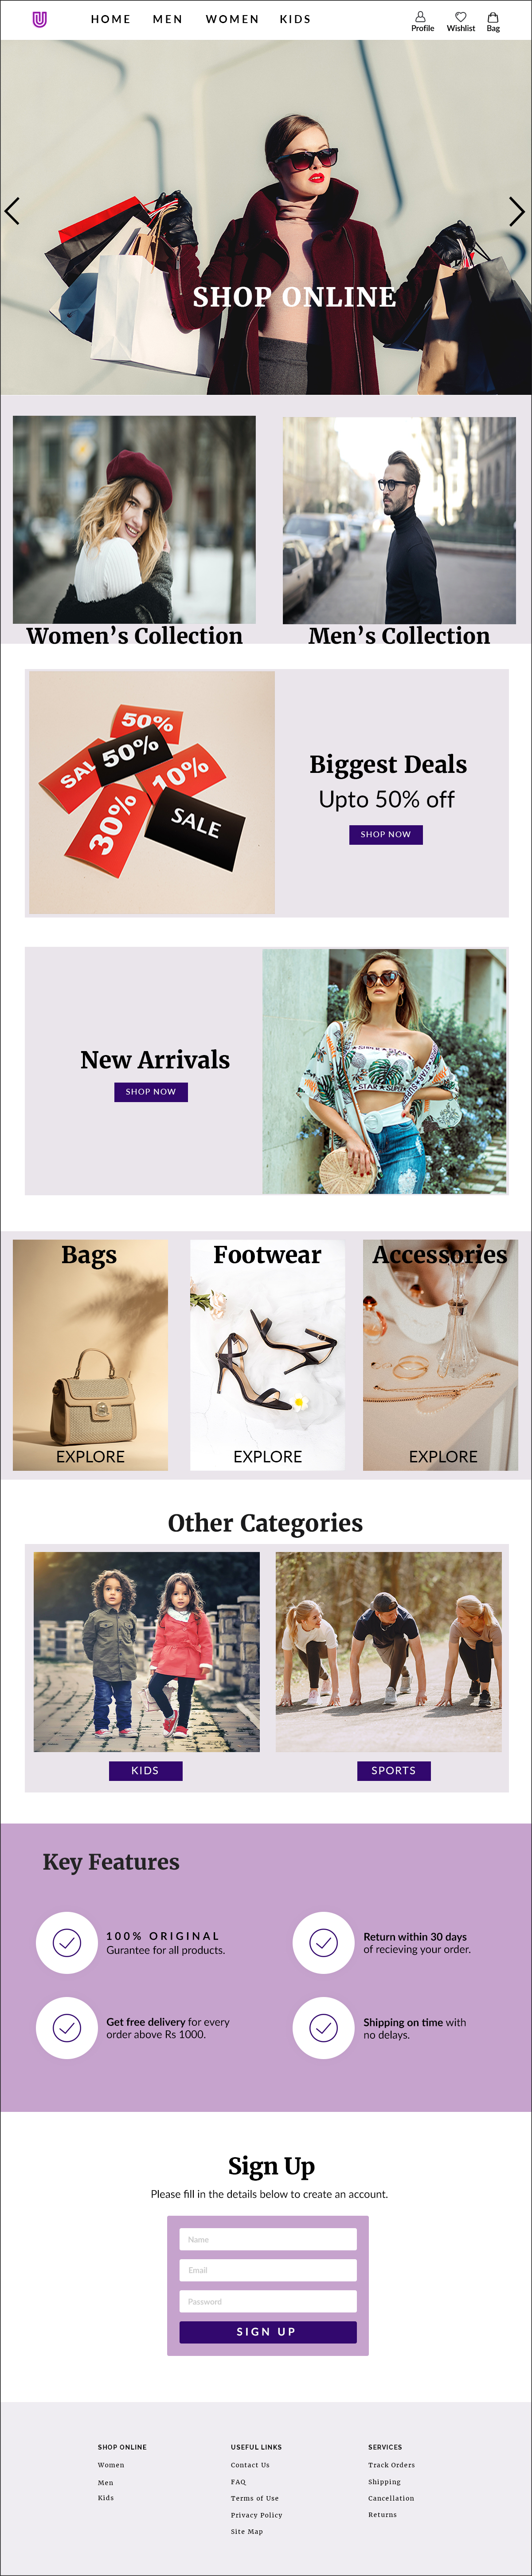 HOME MEN WOMEN KIDS
Profile Wishlist Bag
SHOP ONLINE
Women's Collection
Men's Collection
50%
SAL
50%
10%
30%
SALE
Biggest Deals
Upto 50% off
SHOP NOW
New Arrivals
SHOP NOW
Bags
EXPLORE
Footwear
EXPLORE
Accessories
EXPLORE
Other Categories
KIDS
SPORTS
Key Features
100% ORIGINAL
Gurantee for all products.
Return within 30 days
of recieving your order.
Get free delivery for every
order above Rs 1000.
Shipping on time with
no delays.
Sign Up
Please fill in the details below to create an account.
Name
Email
Password
SIGN UP
SHOP ONLINE
Women
Men
Kids
USEFUL LINKS
Contact Us
FAQ
Terms of Use
Privacy Policy
Site Map
SERVICES
Track Orders
Shipping
Cancellation
Returns